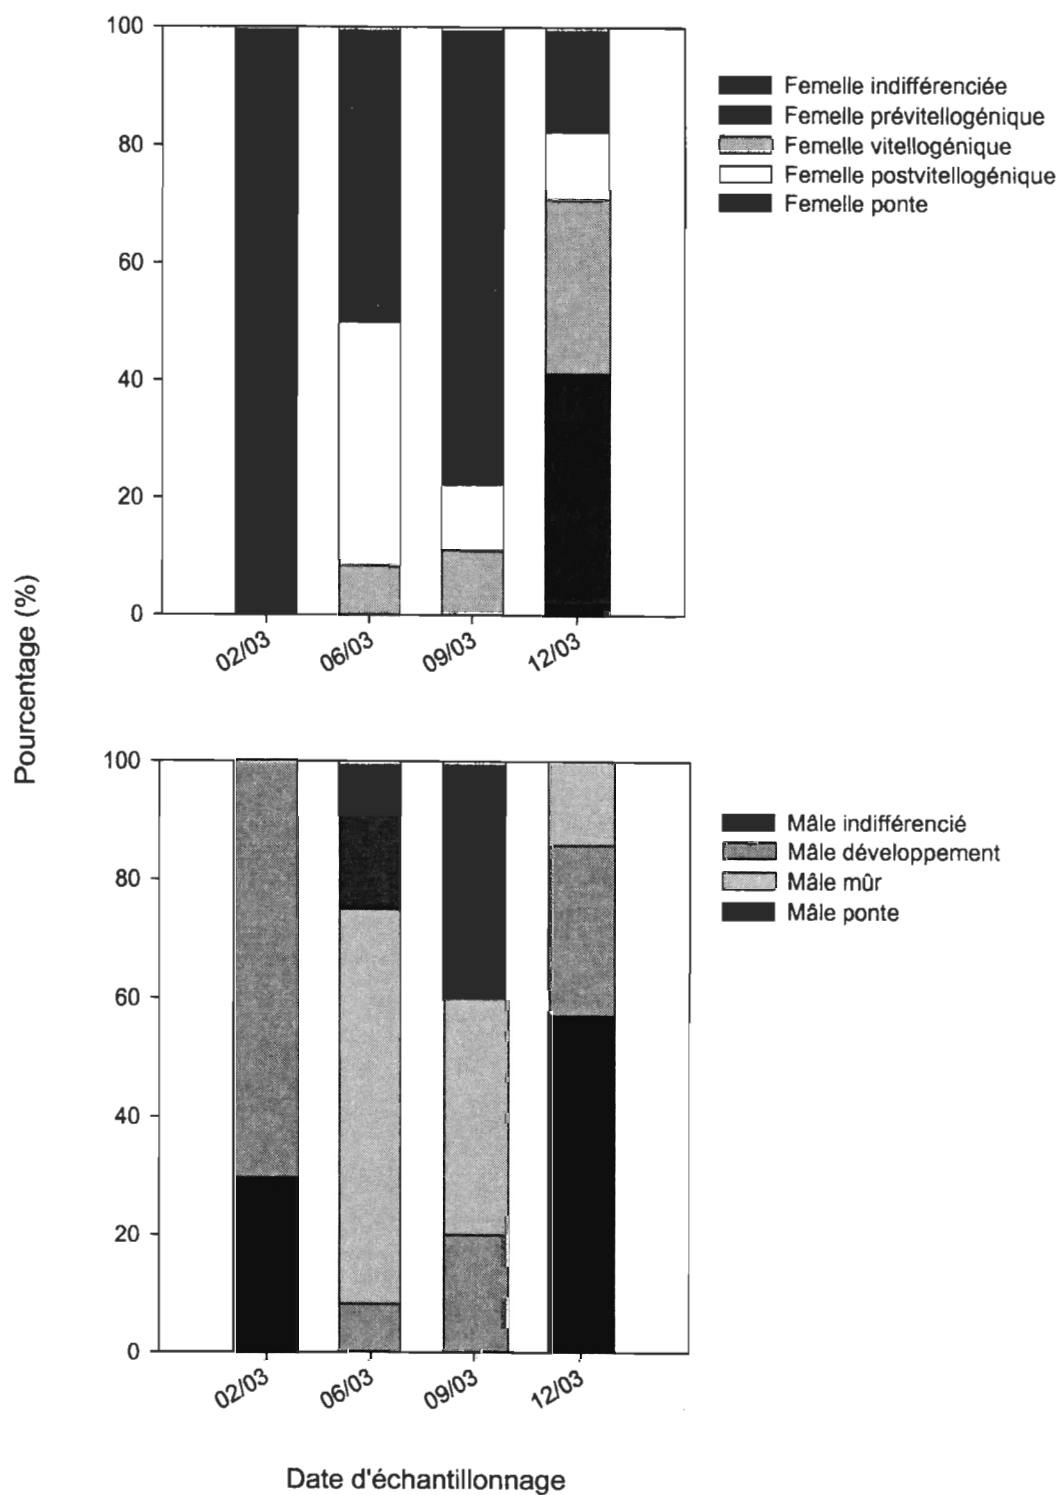 100
80
60
40
20
0
02/03
06/03
09/03
12/03
Femelle indifférenciée
Femelle prévitellogénique
Femelle vitellogénique
Femelle postvitellogénique
Femelle ponte
Pourcentage (%)
100
80
60
40
20
0
02/03
06/03
09/03
12/03
Mâle indifférencié
Mâle développement
Mâle mûr
Mâle ponte
Date d'échantillonnage